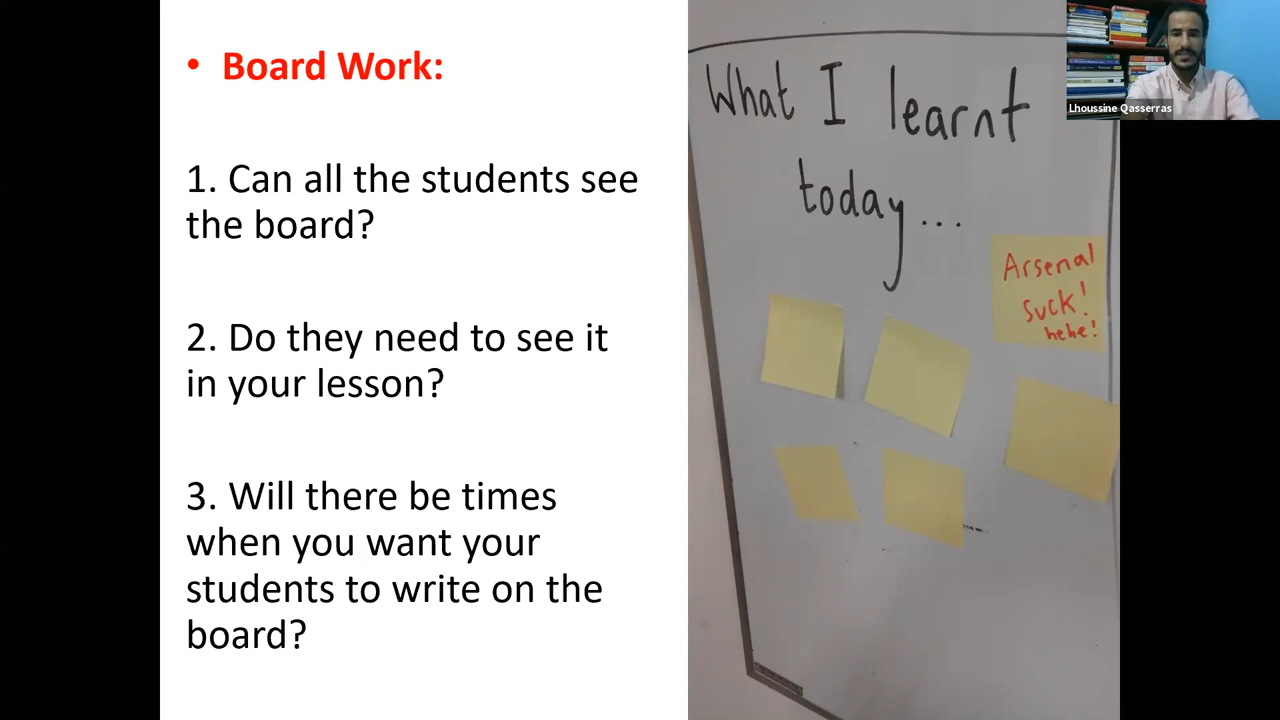 • Board Work:
1. Can all the students see
the board?
2. Do they need to see it
in your lesson?
3. Will there be times
when you want your
students to write on the
board?
What I learnt
today...
Arsenal
suck!
hehe!
Lhoussine Qasserras